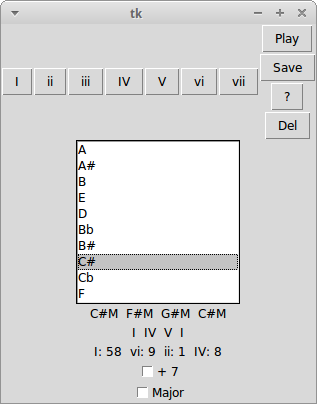 tk
Play
Save
I ii iii IV V vi vii
?
Del
A
A#
B
E
D
Bb
B#
C#
Cb
F
C#M F#M G#M C#M
I IV V I
I: 58 vi: 9 ii: 1 IV: 8
+ 7
Major